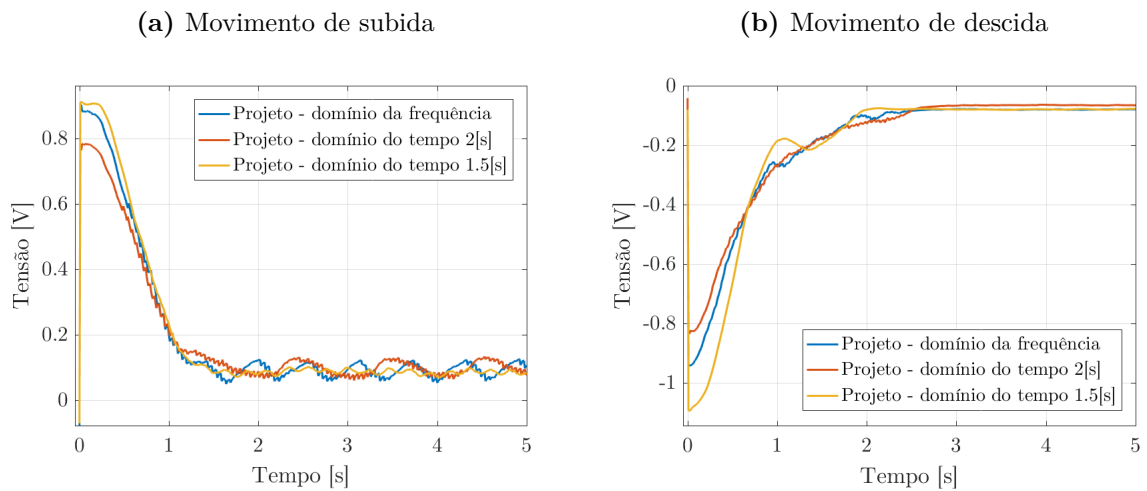 (a) Movimento de subida
Projeto - domínio da frequência
Projeto - domínio do tempo 2[s]
Projeto - domínio do tempo 1.5[s]
Tensão [V]
0.8
0.6
0.4
0.2
0
0 1 2 3 4 5
Tempo [s]
(b) Movimento de descida
0
-0.2
-0.4
-0.6
-0.8
-1
Tensão [V]
Projeto - domínio da frequência
Projeto - domínio do tempo 2[s]
Projeto - domínio do tempo 1.5[s]
0 1 2 3 4 5
Tempo [s]